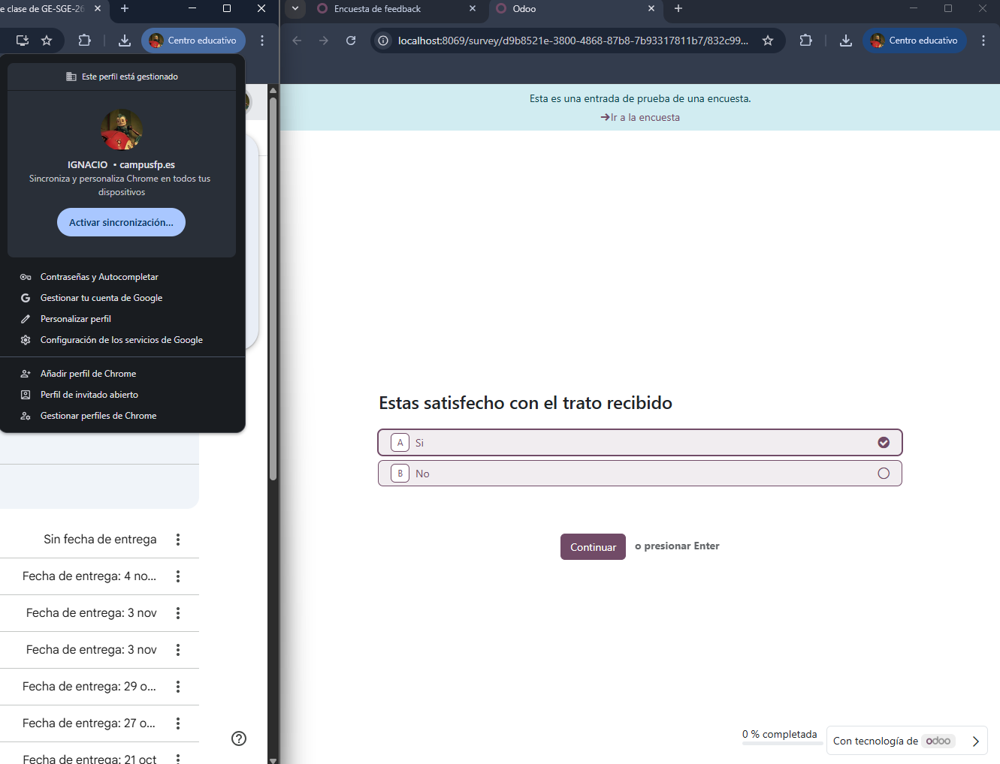 e clase de GE-SGE-26
Centro educativo
Este perfil está gestionado
IGNACIO • campusfp.es
Sincroniza y personaliza Chrome en todos tus
dispositivos
Activar sincronización...
Contraseñas y Autocompletar
Gestionar tu cuenta de Google
Personalizar perfil
Configuración de los servicios de Google
Añadir perfil de Chrome
Perfil de invitado abierto
Gestionar perfiles de Chrome
Sin fecha de entrega
Fecha de entrega: 4 no...
Fecha de entrega: 3 nov
Fecha de entrega: 3 nov
Fecha de entrega: 29 o...
Fecha de entrega: 27 o...
Fecha de entrega: 21 oct
Encuesta de feedback
Odoo
localhost:8069/survey/d9b8521e-3800-4868-87b8-7b93317811b7/832c99...
Centro educativo
Esta es una entrada de prueba de una encuesta.
Ir a la encuesta
Estas satisfecho con el trato recibido
A Si
B No
Continuar o presionar Enter
0 % completada
Con tecnología de odoo